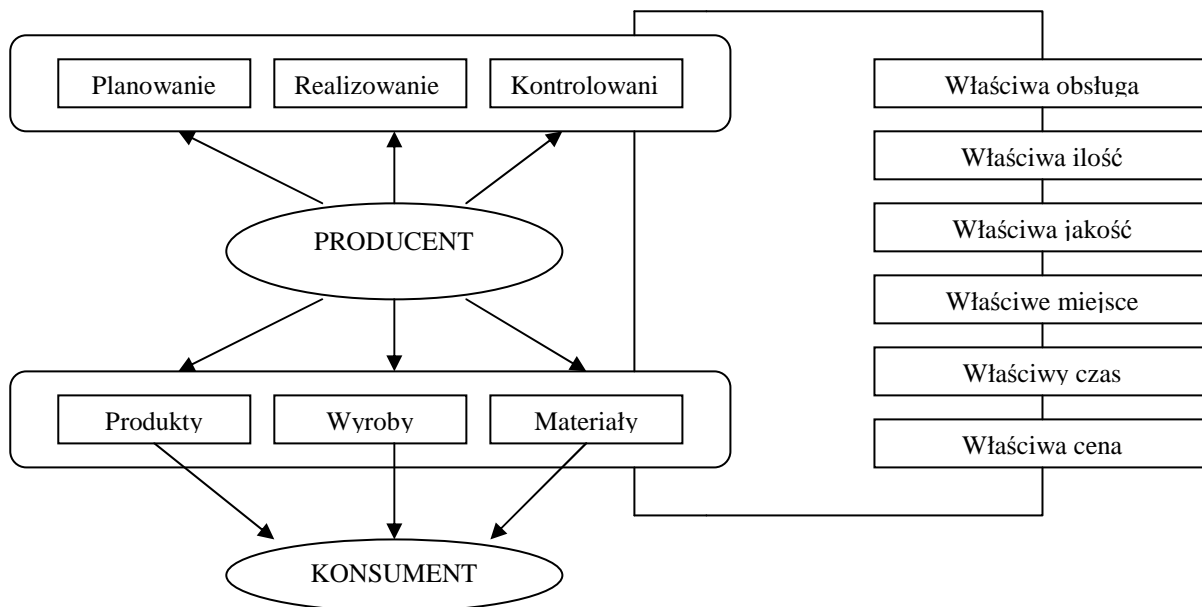 Planowanie
Realizowanie
Kontrolowani
PRODUCENT
Produkty
Wyroby
Materiały
KONSUMENT
Właściwa obsługa
Właściwa ilość
Właściwa jakość
Właściwe miejsce
Właściwy czas
Właściwa cena